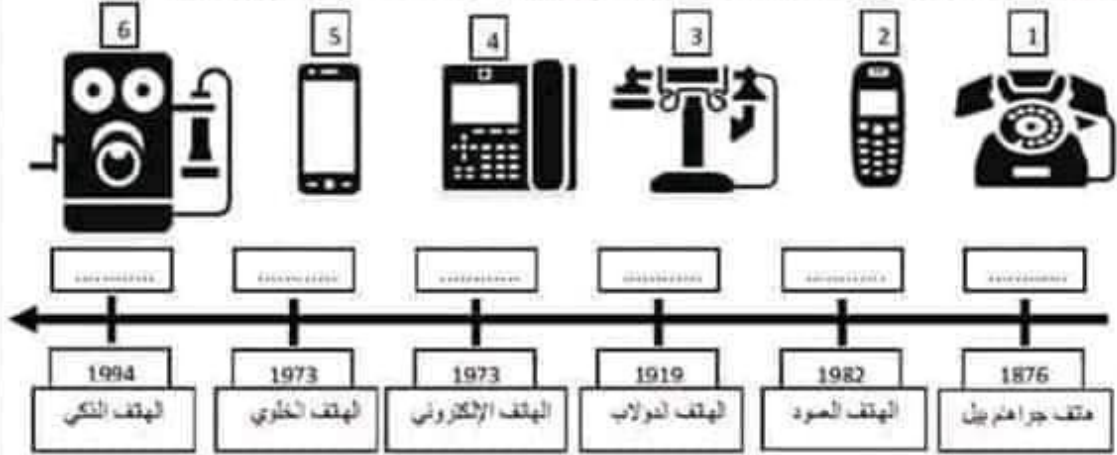 6 5 4 3 2 1
........... ........... ........... ........... ........... ...........
1876 1982 1919 1973 1973 1994
هاتف جراهم بيل الهاتف العمود الهاتف الدولاب الهاتف الإلكتروني الهاتف الخلوي الهاتف الذكي